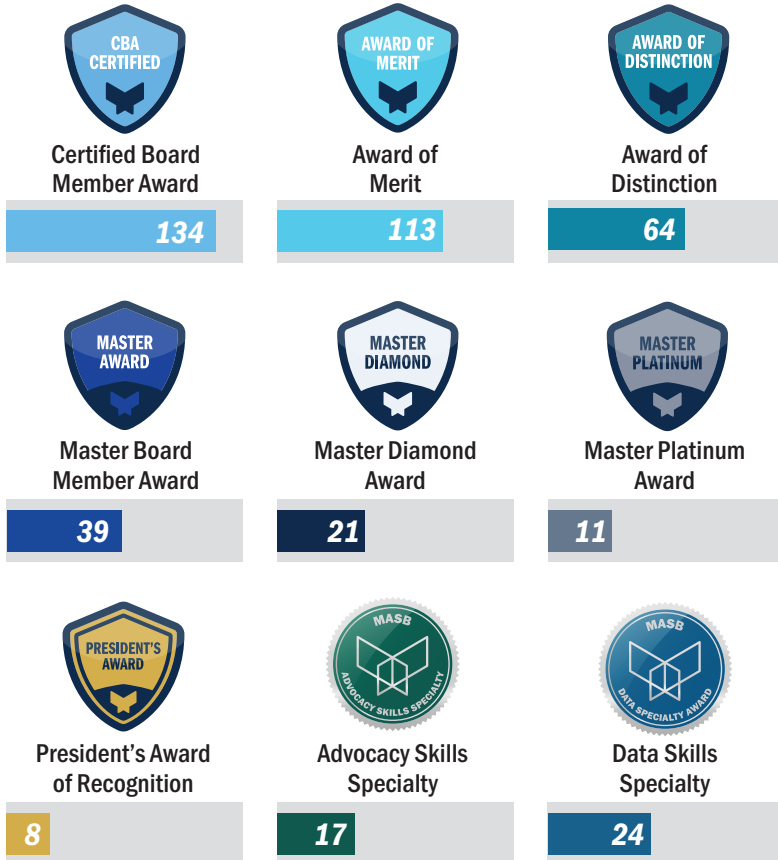 CBA
CERTIFIED
Certified Board
Member Award
134
AWARD OF
MERIT
Award of
Merit
113
AWARD OF
DISTINCTION
Award of
Distinction
64
MASTER
AWARD
Master Board
Member Award
39
MASTER
DIAMOND
Master Diamond
Award
21
MASTER
PLATINUM
Master Platinum
Award
11
PRESIDENT'S
AWARD
President's Award
of Recognition
8
MASB
ADVOCACY SKILLS SPECIALTY
Advocacy Skills
Specialty
17
MASB
DATA SPECIALTY AWARD
Data Skills
Specialty
24